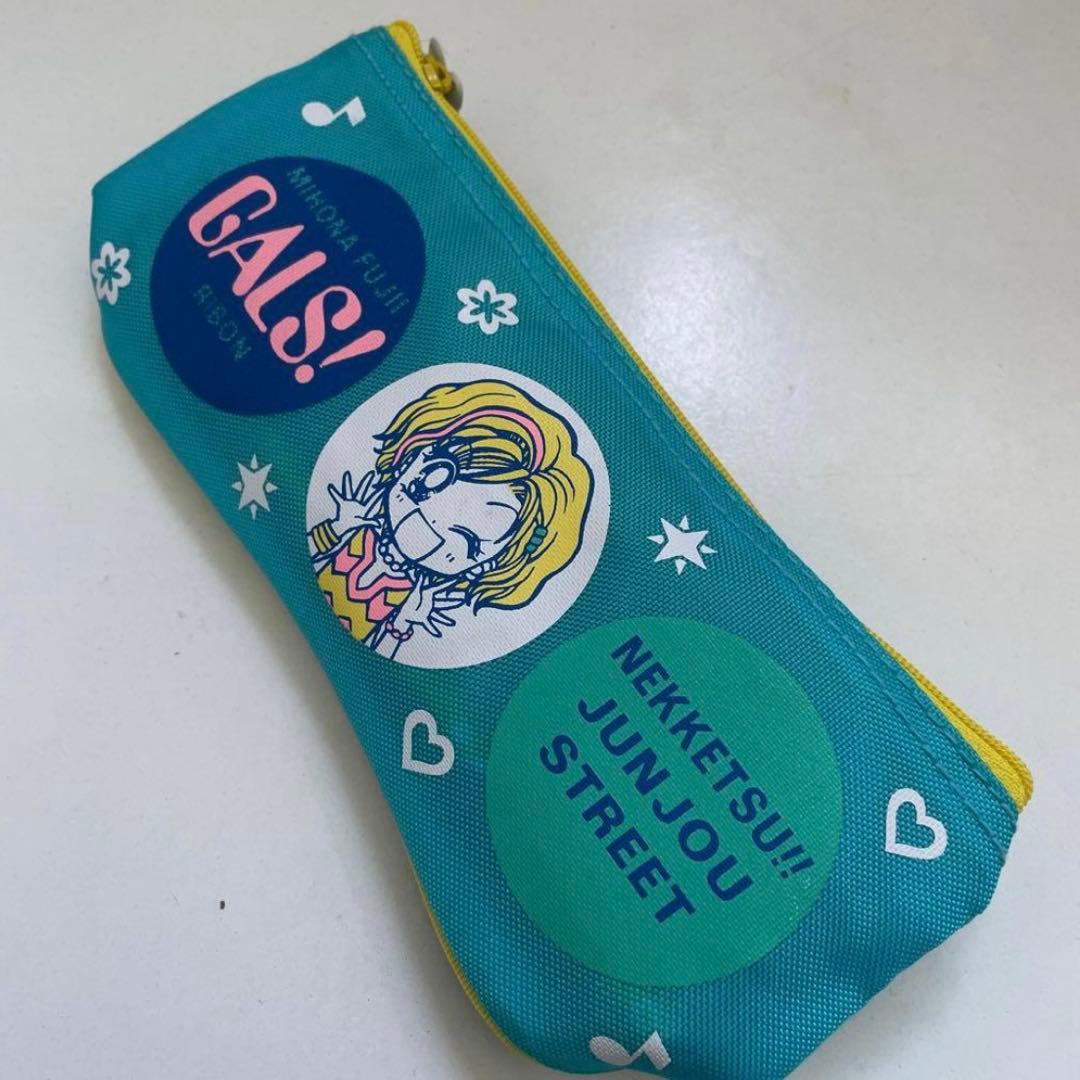 MIHONA FUJII
GALS!
RIBON
NEKKETSU!!
JUNJOU
STREET